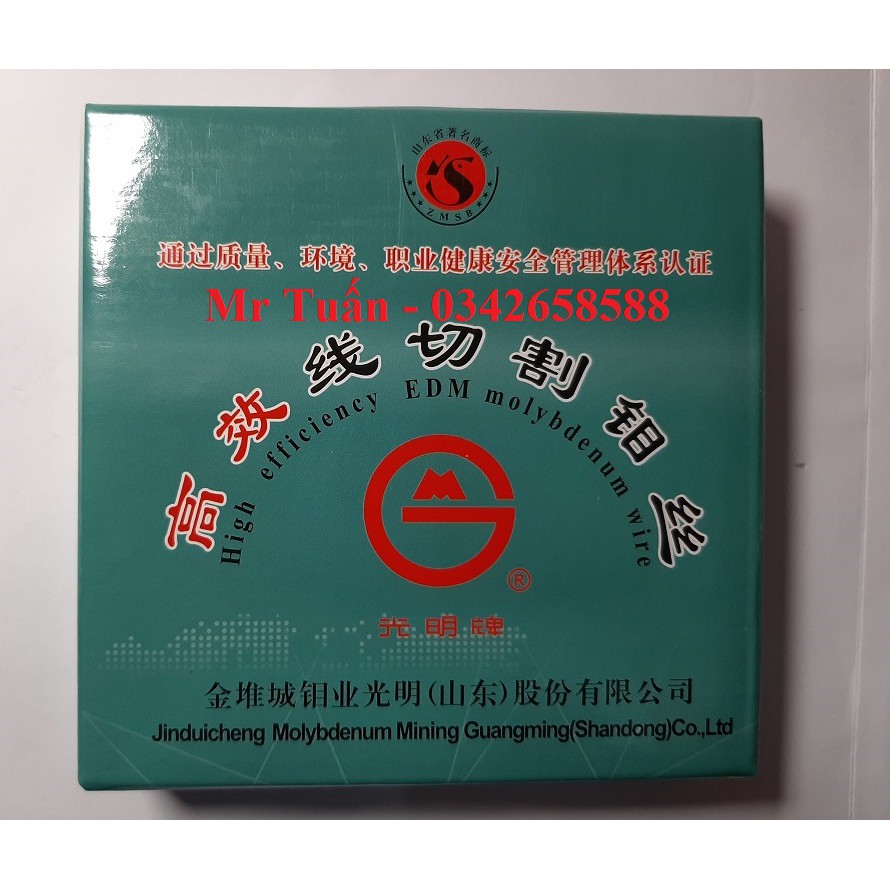 山东省著名商标
ZMSB
通过质量、环境、职业健康安全管理体系认证
Mr Tuấn - 0342658588
高效线切割钼丝
High efficiency EDM molybdenum wire
®
光明牌
金堆城钼业光明(山东)股份有限公司
Jinduicheng Molybdenum Mining Guangming(Shandong)Co.,Ltd